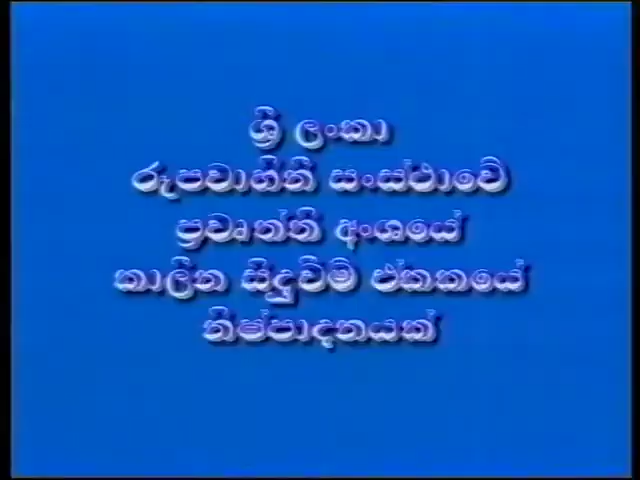 ශ්‍රී ලංකා
රූපවාහිනී සංස්ථාවේ
ප්‍රවෘත්ති අංශයේ
කාලීන සිදුවීම් ඒකකයේ
නිෂ්පාදනයක්